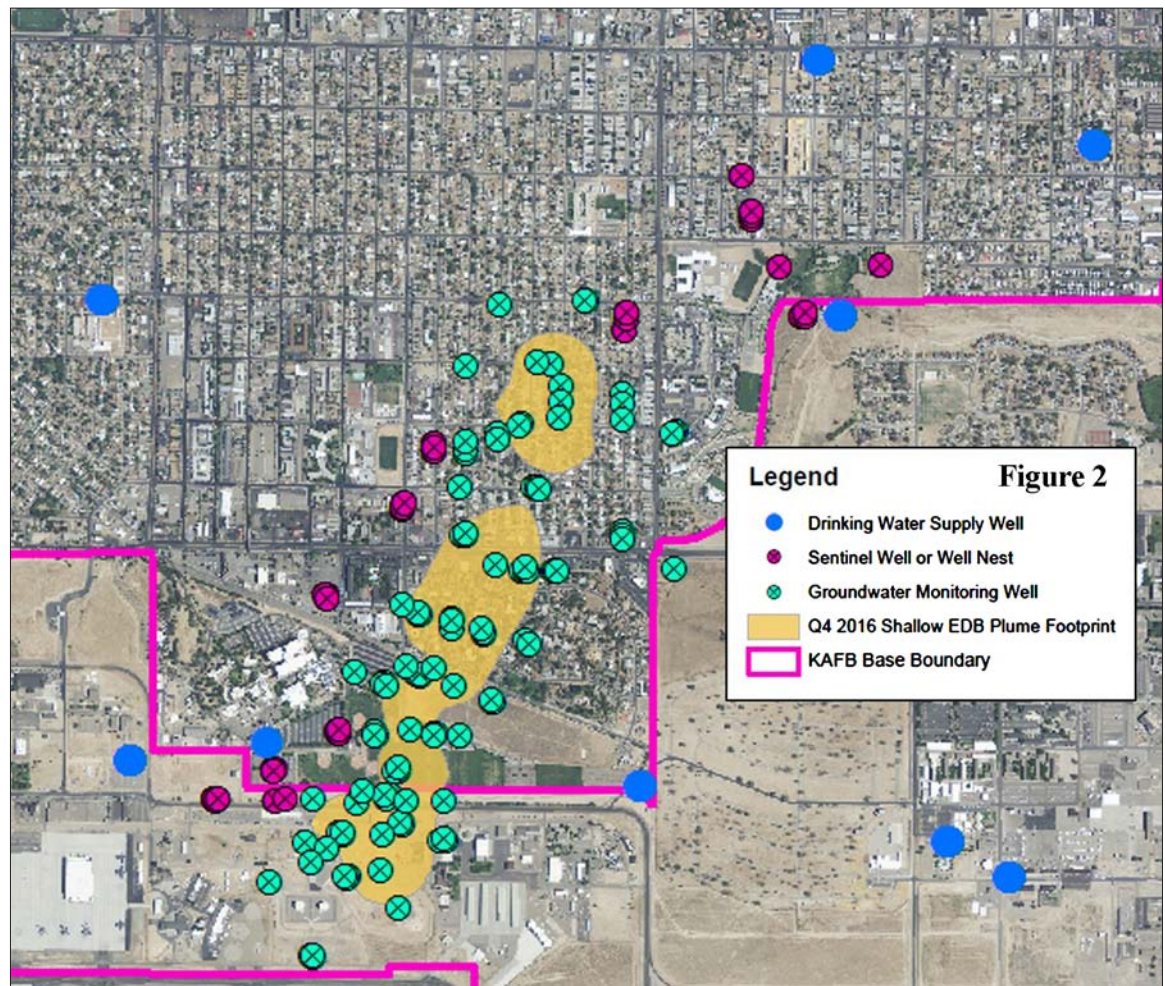 Legend
Figure 2
Drinking Water Supply Well
Sentinel Well or Well Nest
Groundwater Monitoring Well
Q4 2016 Shallow EDB Plume Footprint
KAFB Base Boundary